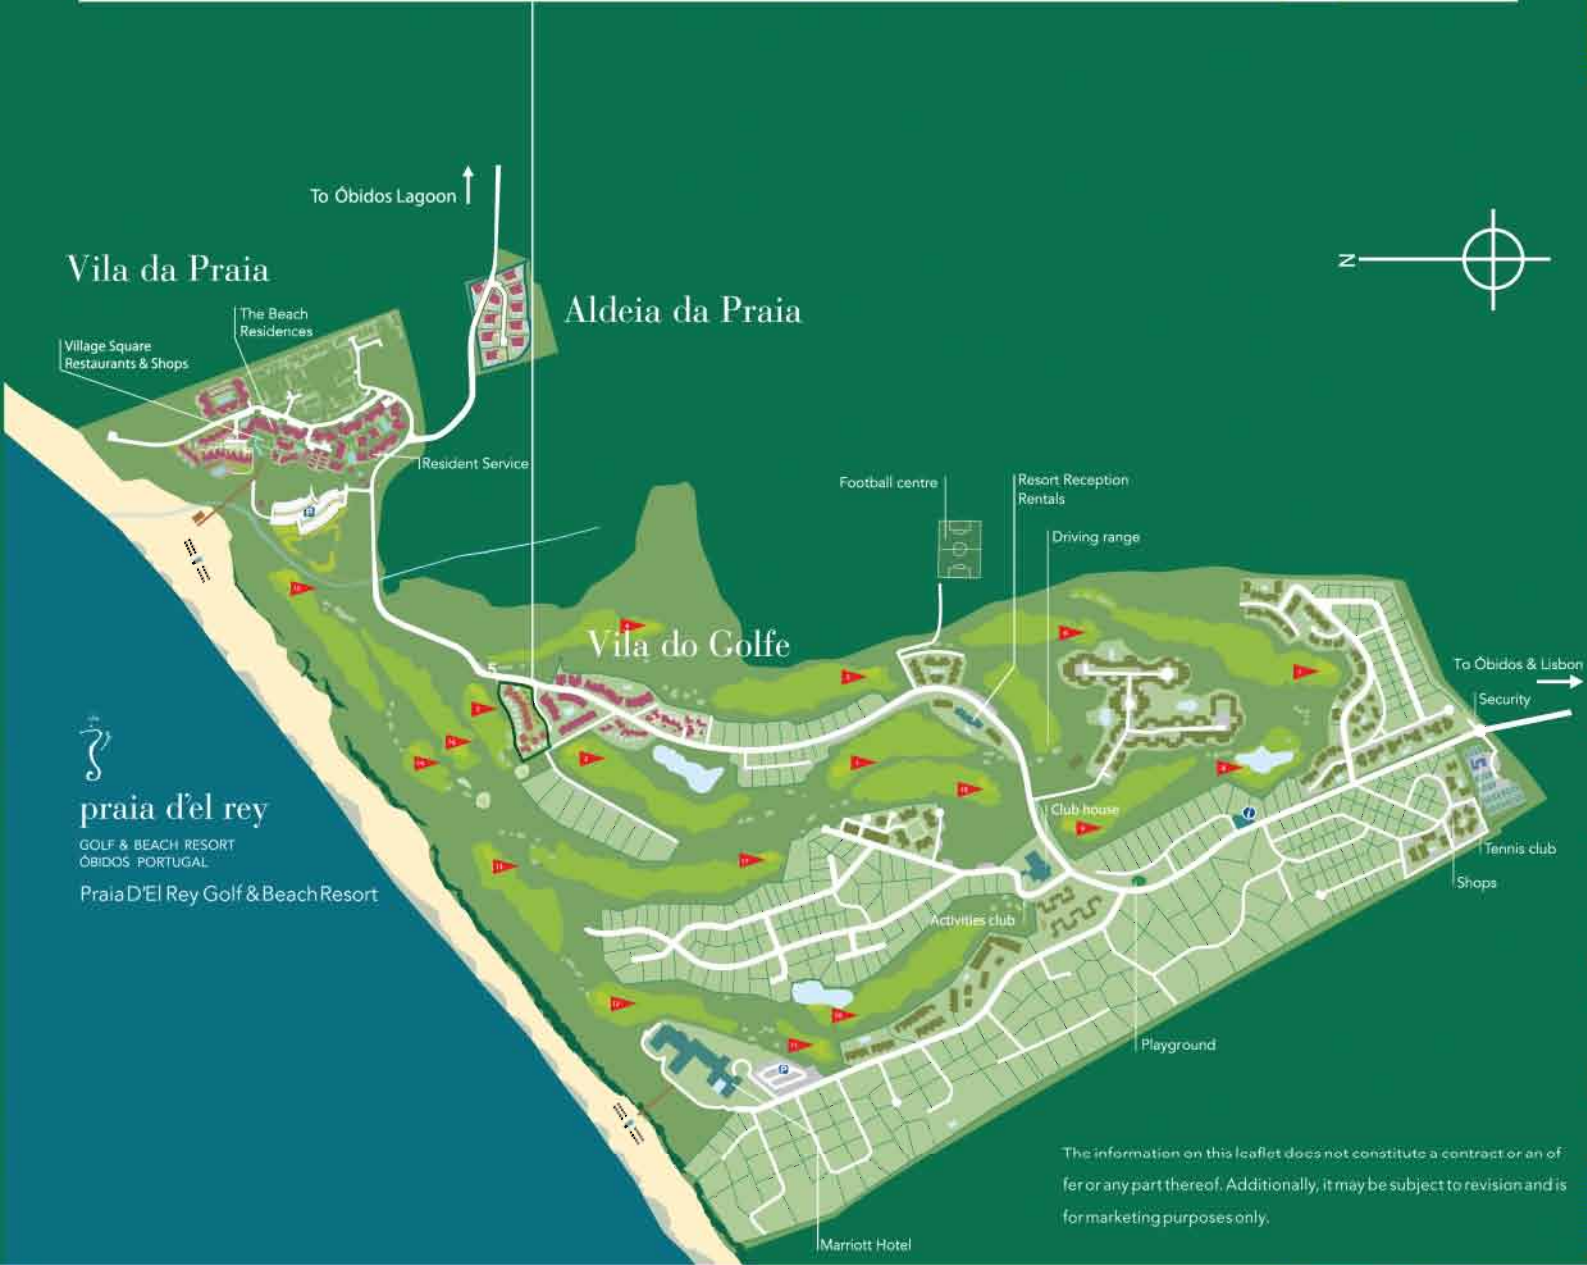 To Óbidos Lagoon
Vila da Praia
N
The Beach
Residences
Aldeia da Praia
Village Square
Restaurants & Shops
Resident Service
Football centre
Resort Reception
Rentals
Driving range
Vila do Golfe
To Óbidos & Lisbon
Security
praia d'el rey
GOLF & BEACH RESORT
ÓBIDOS PORTUGAL
Praia D'El Rey Golf & Beach Resort
Club house
Tennis club
Shops
Activities club
P
Playground
The information on this leaflet does not constitute a contract or an of
fer or any part thereof. Additionally, it may be subject to revision and is
for marketing purposes only.
Marriott Hotel